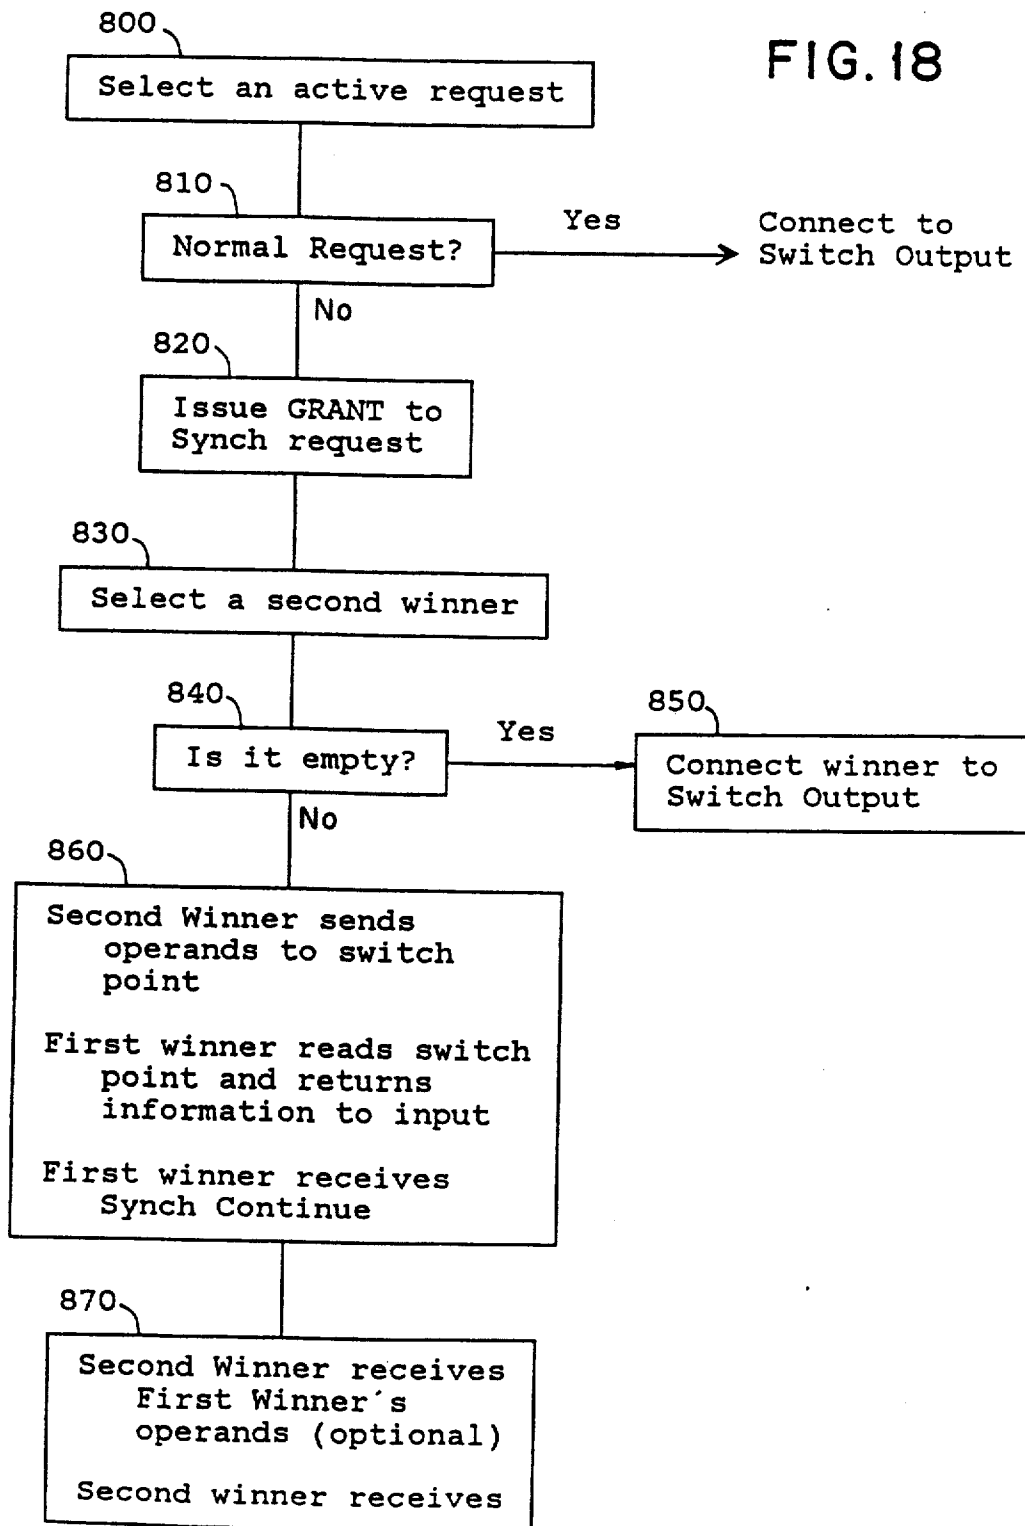 800
FIG. 18
Select an active request
810
Normal Request?
Yes
Connect to
Switch Output
No
820
Issue GRANT to
Synch request
830
Select a second winner
840
Is it empty?
Yes
850
Connect winner to
Switch Output
No
860
Second Winner sends
operands to switch
point
First winner reads switch
point and returns
information to input
First winner receives
Synch Continue
870
Second Winner receives
First Winner´s
operands (optional)
Second winner receives